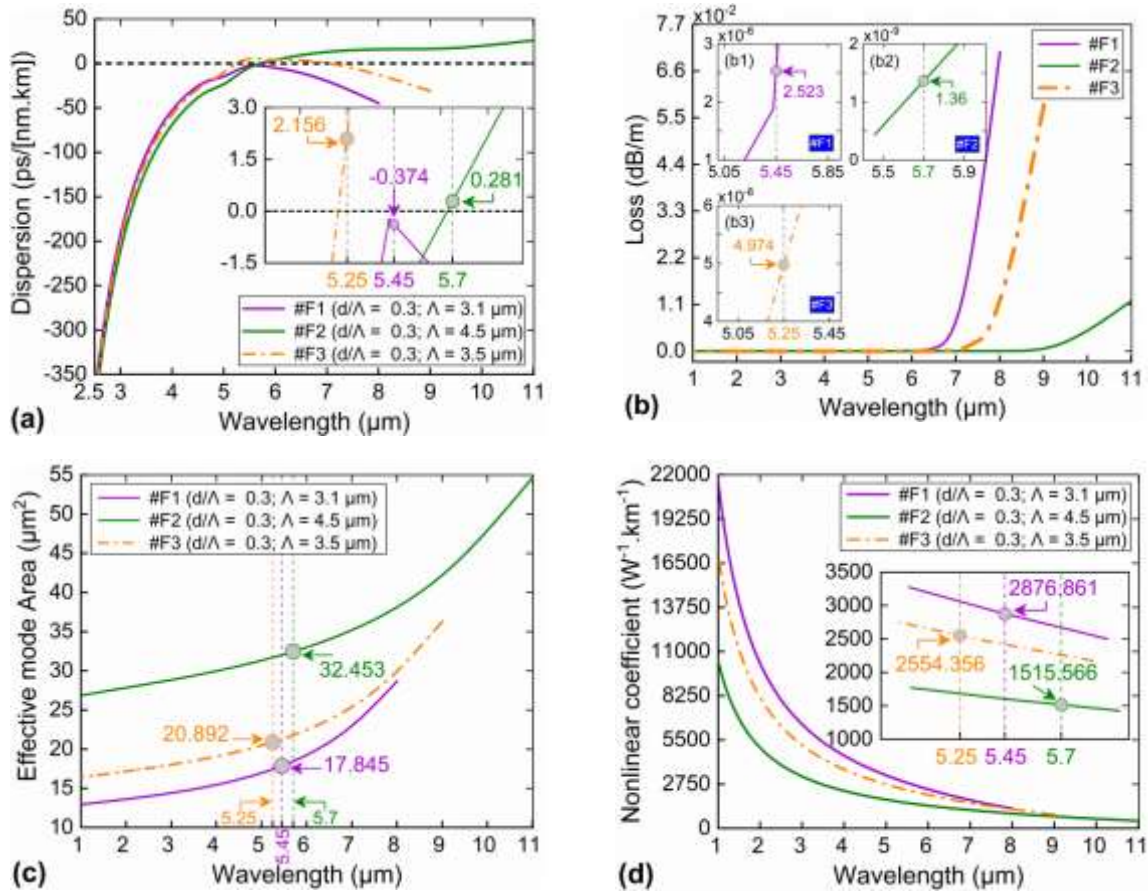 50
0
-50
-100
-150
-200
-250
-300
-350
Dispersion (ps/[nm.km])
3.0
1.5
0.0
-1.5
2.156
-0.374
0.281
5.25 5.45 5.7
#F1 (d/Λ = 0.3; Λ = 3.1 µm)
#F2 (d/Λ = 0.3; Λ = 4.5 µm)
#F3 (d/Λ = 0.3; Λ = 3.5 µm)
2.5 3 4 5 6 7 8 9 10 11
Wavelength (µm)
(a)
x10⁻²
7.7
6.6
5.5
4.4
3.3
2.2
1.1
0.0
Loss (dB/m)
x10⁻⁶
3
2
1
(b1)
2.523
#F1
5.05 5.45 5.85
x10⁻⁹
2
1
0
(b2)
1.36
#F2
5.5 5.7 5.9
x10⁻⁶
6
5
4
(b3)
4.974
#F3
5.05 5.25 5.45
#F1
#F2
#F3
1 2 3 4 5 6 7 8 9 10 11
Wavelength (µm)
(b)
55
50
45
40
35
30
25
20
15
10
Effective mode Area (µm²)
#F1 (d/Λ = 0.3; Λ = 3.1 µm)
#F2 (d/Λ = 0.3; Λ = 4.5 µm)
#F3 (d/Λ = 0.3; Λ = 3.5 µm)
32.453
20.892
17.845
5.25
5.7
5.45
1 2 3 4 5 6 7 8 9 10 11
Wavelength (µm)
(c)
22000
19250
16500
13750
11000
8250
5500
2750
0
Nonlinear coefficient (W⁻¹.km⁻¹)
#F1 (d/Λ = 0.3; Λ = 3.1 µm)
#F2 (d/Λ = 0.3; Λ = 4.5 µm)
#F3 (d/Λ = 0.3; Λ = 3.5 µm)
3500
3000
2500
2000
1500
1000
2876.861
2554.356
1515.566
5.25 5.45 5.7
1 2 3 4 5 6 7 8 9 10 11
Wavelength (µm)
(d)